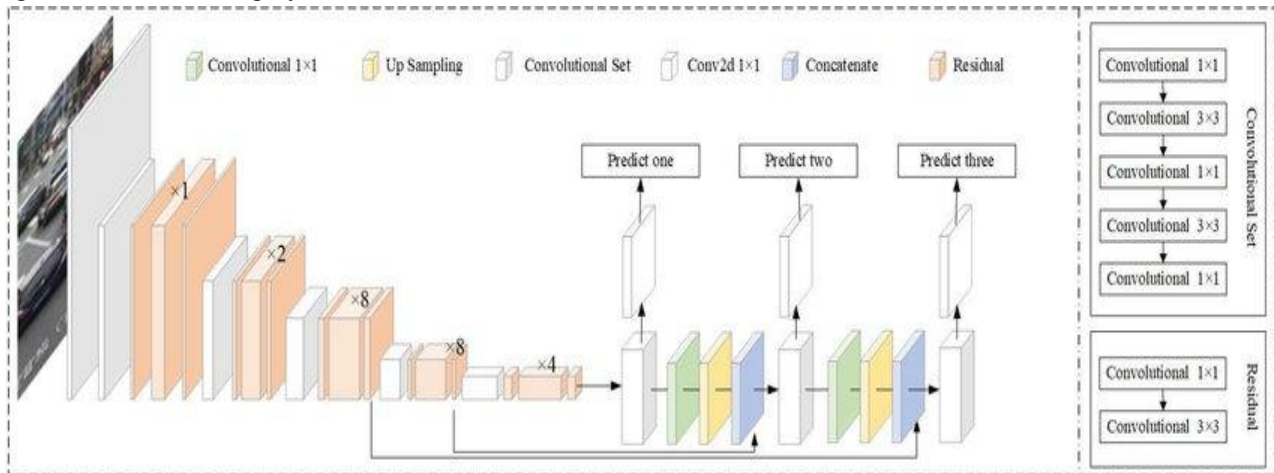 Convolutional 1×1
Up Sampling
Convolutional Set
Conv2d 1×1
Concatenate
Residual
×1
×2
×8
×8
×4
Predict one
Predict two
Predict three
Convolutional 1×1
Convolutional 3×3
Convolutional 1×1
Convolutional 3×3
Convolutional 1×1
Convolutional Set
Convolutional 1×1
Convolutional 3×3
Residual